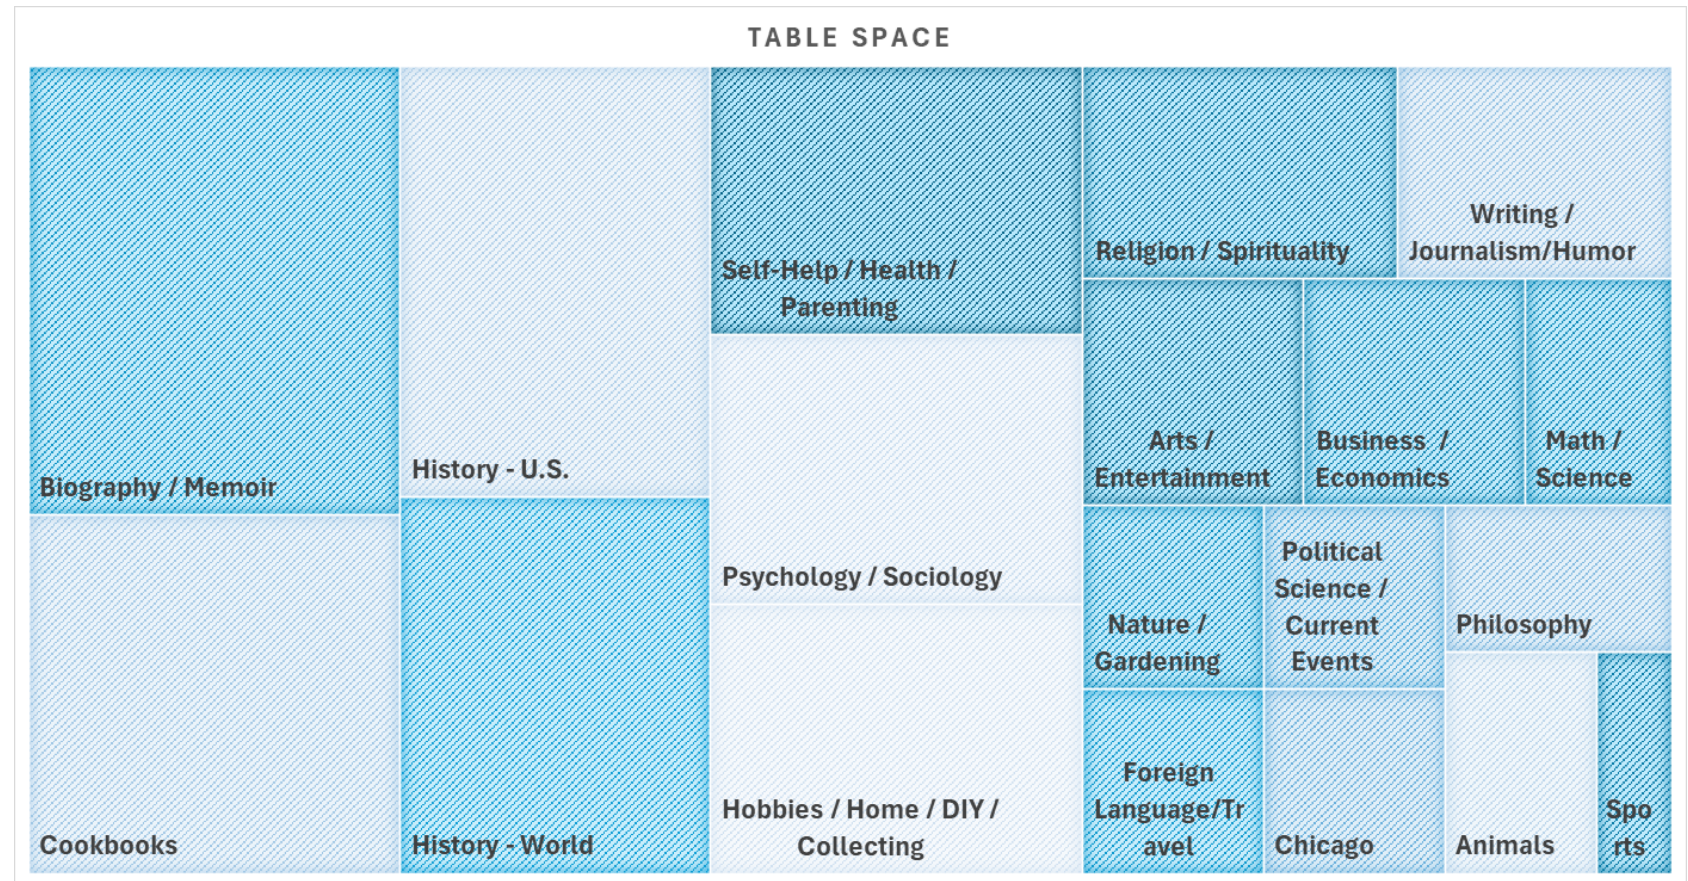 TABLE SPACE
Biography / Memoir
Cookbooks
History - U.S.
History - World
Self-Help / Health /
Parenting
Psychology / Sociology
Hobbies / Home / DIY /
Collecting
Religion / Spirituality
Writing /
Journalism/Humor
Arts /
Entertainment
Business /
Economics
Math /
Science
Nature /
Gardening
Political
Science /
Current
Events
Philosophy
Foreign
Language/Tr
avel
Chicago
Animals
Spo
rts